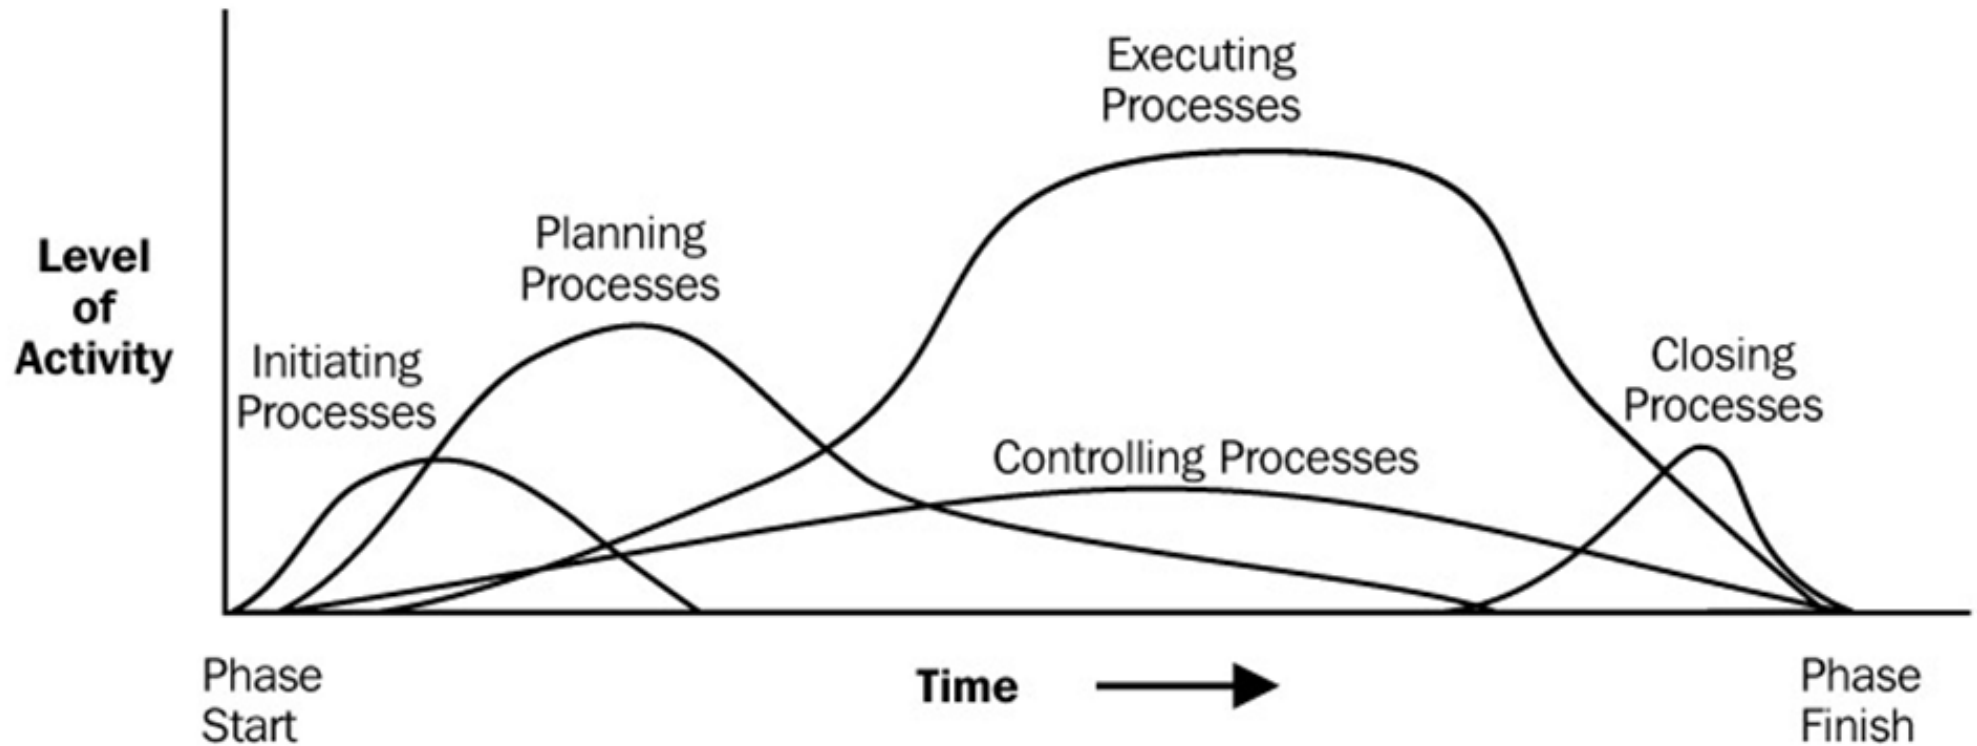 Executing
Processes
Planning
Processes
Level
of
Activity
Initiating
Processes
Closing
Processes
Controlling Processes
Phase
Start
Time
Phase
Finish